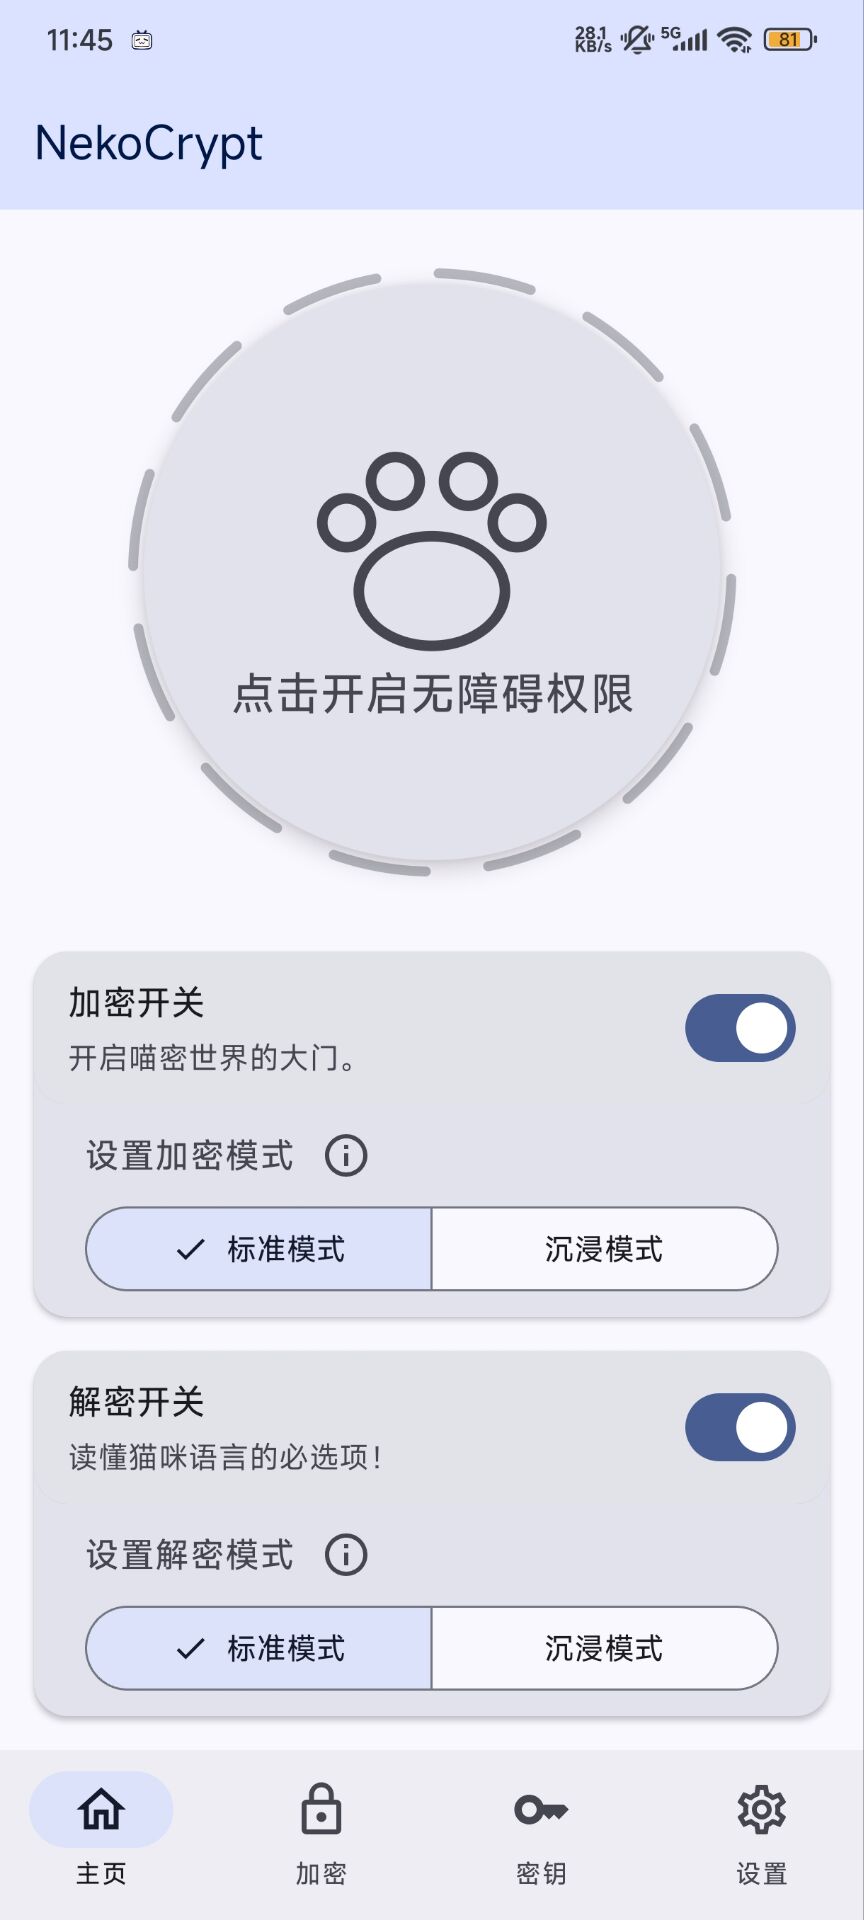 11:45
28.1 KB/s 5G 81
NekoCrypt
点击开启无障碍权限
加密开关
开启喵密世界的大门。
设置加密模式
标准模式 沉浸模式
解密开关
读懂猫咪语言的必选项！
设置解密模式
标准模式 沉浸模式
主页 加密 密钥 设置